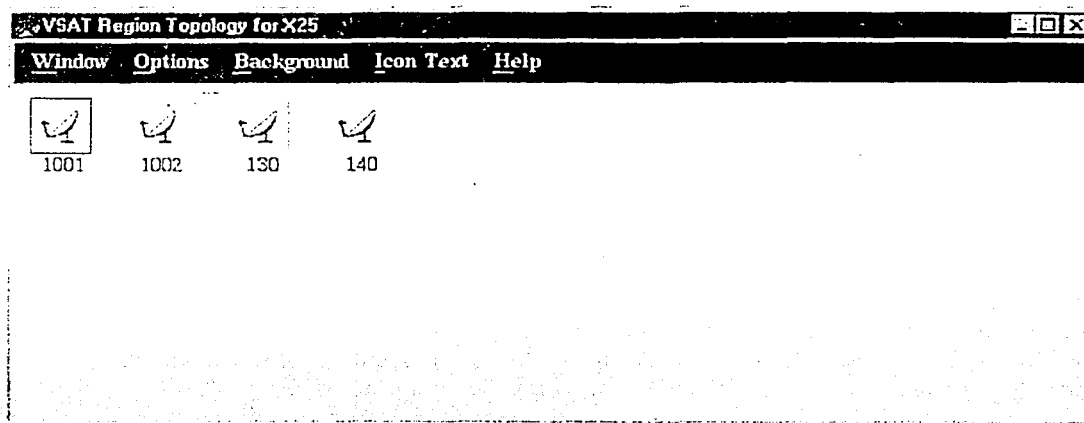 VSAT Region Topology for X25
Window Options Background Icon Text Help
1001 1002 130 140